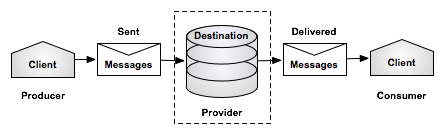 Sent
Destination
Delivered
Client
Messages
Messages
Client
Producer
Provider
Consumer